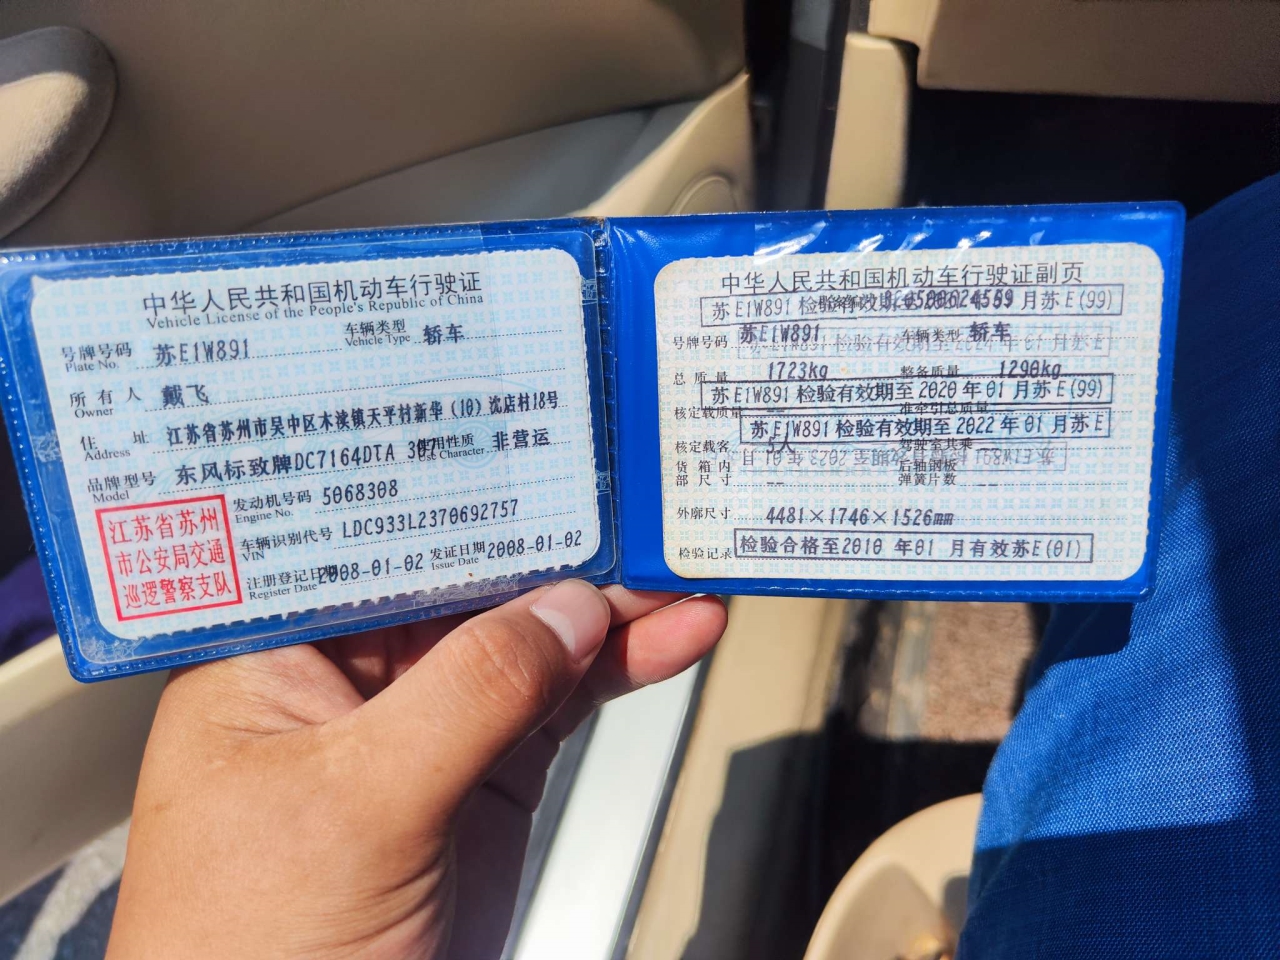 中华人民共和国机动车行驶证
Vehicle License of the People's Republic of China
号牌号码 Plate No. 苏E1W891 车辆类型 Vehicle Type 轿车
所有人 Owner 戴飞
住址 Address 江苏省苏州市吴中区木渎镇天平村新华(10)沈店村18号
品牌型号 Model 东风标致牌DC7164DTA 307 使用性质 Use Character 非营运
发动机号码 Engine No. 5068308
车辆识别代号 VIN LDC933L2370692757
注册登记日期 Register Date 2008-01-02 发证日期 Issue Date 2008-01-02
江苏省苏州
市公安局交通
巡逻警察支队
中华人民共和国机动车行驶证副页
苏E1W891 检验有效期 月苏E(99)
号牌号码 苏E1W891 车辆类型 轿车
总质量 1723kg 整备质量 1290kg
苏E1W891 检验有效期至2020年01月苏E(99)
核定载质量 -- 准牵引总质量
苏E1W891 检验有效期至2022年01月苏E
核定载客 5人 驾驶室共乘
货箱内部尺寸 -- 后轴钢板弹簧片数 --
外廓尺寸 4481×1746×1526mm
检验记录 检验合格至2010年01月有效苏E(01)